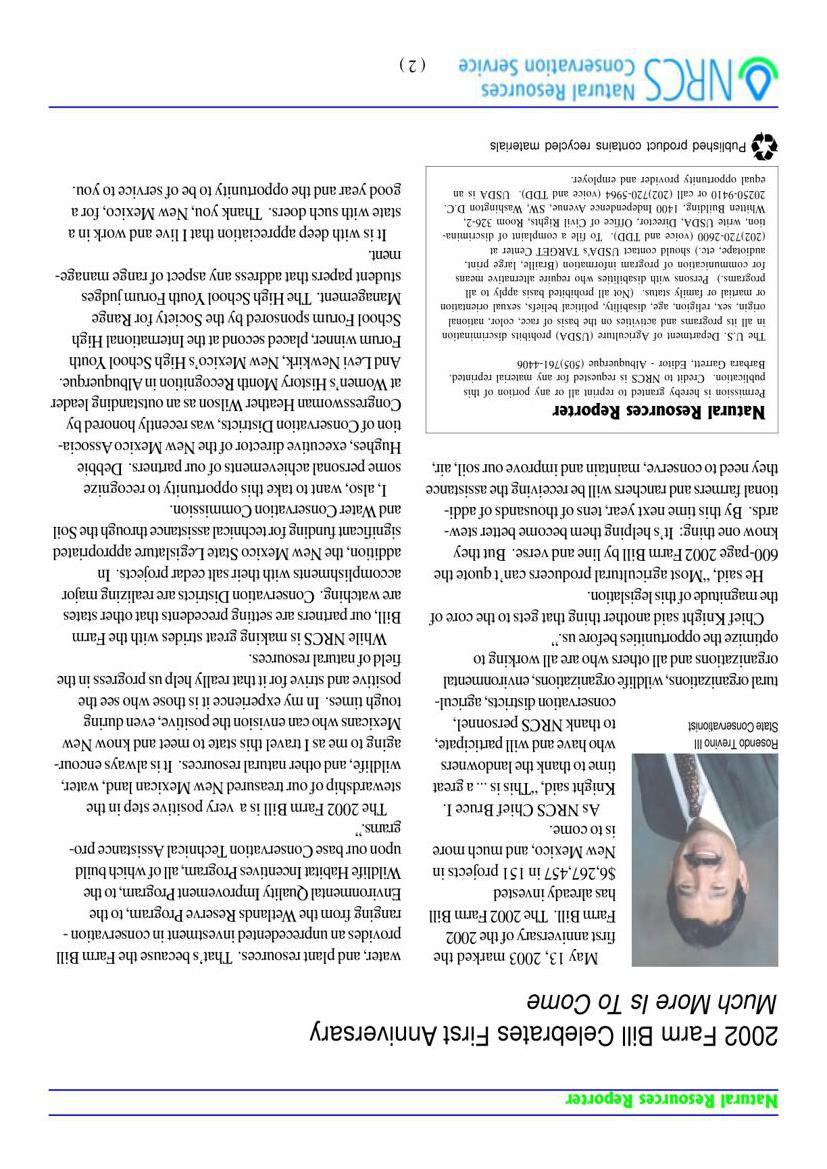 Natural Resources Reporter
2002 Farm Bill Celebrates First Anniversary
Much More Is To Come
May 13, 2003 marked the
first anniversary of the 2002
Farm Bill. The 2002 Farm Bill
has already invested
$6,267,457 in 151 projects in
New Mexico, and much more
is to come.
As NRCS Chief Bruce I.
Knight said, “This is ... a great
time to thank the landowners
who have and will participate,
to thank NRCS personnel,
conservation districts, agricul-
Rosendo Trevino III
State Conservationist
tural organizations, wildlife organizations, environmental
organizations and all others who are all working to
optimize the opportunities before us.”
Chief Knight said another thing that gets to the core of
the magnitude of this legislation.
He said, “Most agricultural producers can’t quote the
600-page 2002 Farm Bill by line and verse. But they
know one thing: It’s helping them become better stew-
ards. By this time next year, tens of thousands of addi-
tional farmers and ranchers will be receiving the assistance
they need to conserve, maintain and improve our soil, air,
Natural Resources Reporter
Permission is hereby granted to reprint all or any portion of this
publication. Credit to NRCS is requested for any material reprinted.
Barbara Garrett, Editor - Albuquerque (505)761-4406
The U.S. Department of Agriculture (USDA) prohibits discrimination
in all its programs and activities on the basis of race, color, national
origin, sex, religion, age, disability, political beliefs, sexual orientation
or martial or family status. (Not all prohibited basis apply to all
programs.) Persons with disabilities who require alternative means
for communication of program information (Braille, large print,
audiotape, etc.) should contact USDA's TARGET Center at
(202)720-2600 (voice and TDD). To file a complaint of discrimina-
tion, write USDA, Director, Office of Civil Rights, Room 326-2,
Whitten Building, 1400 Independence Avenue, SW, Washington D.C.
20250-9410 or call (202)720-5964 (voice and TDD). USDA is an
equal opportunity provider and employer.
Published product contains recycled materials
water, and plant resources. That’s because the Farm Bill
provides an unprecedented investment in conservation -
ranging from the Wetlands Reserve Program, to the
Environmental Quality Improvement Program, to the
Wildlife Habitat Incentives Program, all of which build
upon our base Conservation Technical Assistance pro-
grams.”
The 2002 Farm Bill is a very positive step in the
stewardship of our treasured New Mexican land, water,
wildlife, and other natural resources. It is always encour-
aging to me as I travel this state to meet and know New
Mexicans who can envision the positive, even during
tough times. In my experience it is those who see the
positive and strive for it that really help us progress in the
field of natural resources.
While NRCS is making great strides with the Farm
Bill, our partners are setting precedents that other states
are watching. Conservation Districts are realizing major
accomplishments with their salt cedar projects. In
addition, the New Mexico State Legislature appropriated
significant funding for technical assistance through the Soil
and Water Conservation Commission.
I, also, want to take this opportunity to recognize
some personal achievements of our partners. Debbie
Hughes, executive director of the New Mexico Associa-
tion of Conservation Districts, was recently honored by
Congresswoman Heather Wilson as an outstanding leader
at Women’s History Month Recognition in Albuquerque.
And Levi Newkirk, New Mexico’s High School Youth
Forum winner, placed second at the International High
School Forum sponsored by the Society for Range
Management. The High School Youth Forum judges
student papers that address any aspect of range manage-
ment.
It is with deep appreciation that I live and work in a
state with such doers. Thank you, New Mexico, for a
good year and the opportunity to be of service to you.
NRCS Natural Resources
Conservation Service
( 2 )